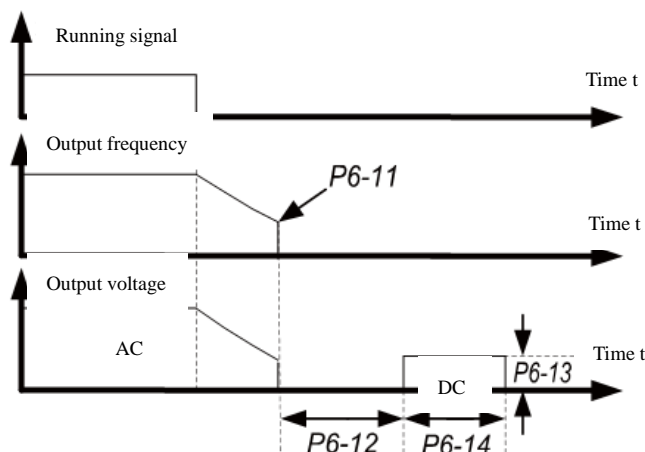 Running signal
Time t
Output frequency
P6-11
Time t
Output voltage
AC
Time t
P6-13
DC
P6-12
P6-14